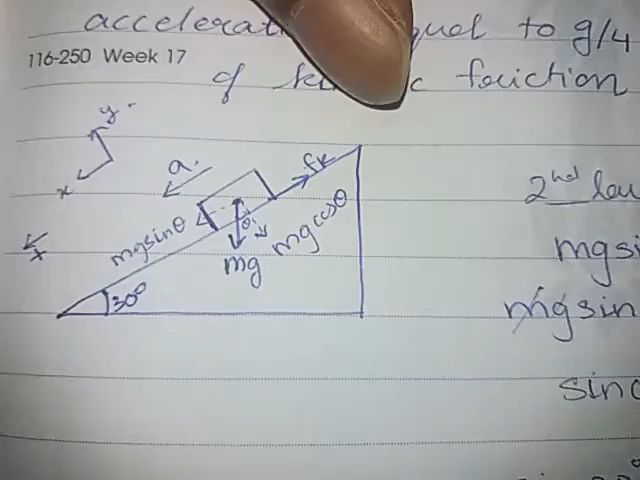 accelerat quel to g/4
116-250 Week 17
of k c friction
y
x
a
fk
mgsinθ
θ
mg
mgcosθ
x
30°
2nd law
mgsi
mgsin
sin